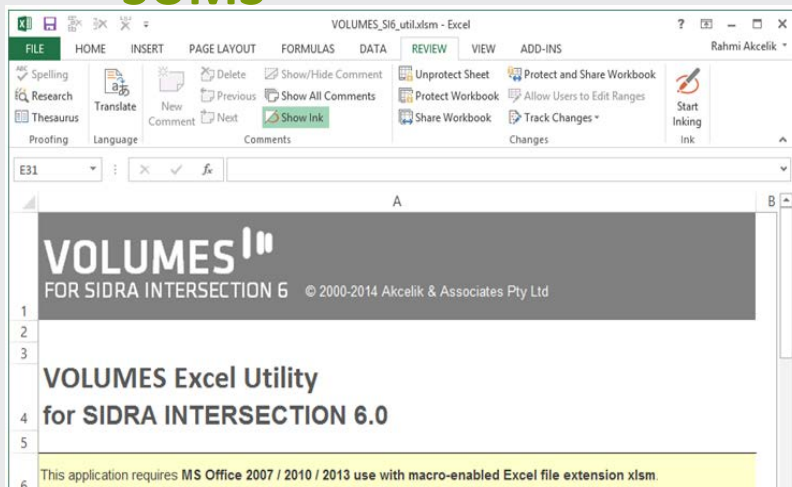 VOLUMES_SI6_util.xlsm - Excel
FILE HOME INSERT PAGE LAYOUT FORMULAS DATA REVIEW VIEW ADD-INS Rahmi Akcelik
Spelling
Research
Thesaurus
Proofing
Translate
Language
New Comment
Delete
Previous
Next
Show/Hide Comment
Show All Comments
Show Ink
Comments
Unprotect Sheet
Protect Workbook
Share Workbook
Protect and Share Workbook
Allow Users to Edit Ranges
Track Changes
Changes
Start Inking
Ink
E31
fx
A B
1
VOLUMES
FOR SIDRA INTERSECTION 6 © 2000-2014 Akcelik & Associates Pty Ltd
2
3
4
VOLUMES Excel Utility
for SIDRA INTERSECTION 6.0
5
6
This application requires MS Office 2007 / 2010 / 2013 use with macro-enabled Excel file extension xlsm.